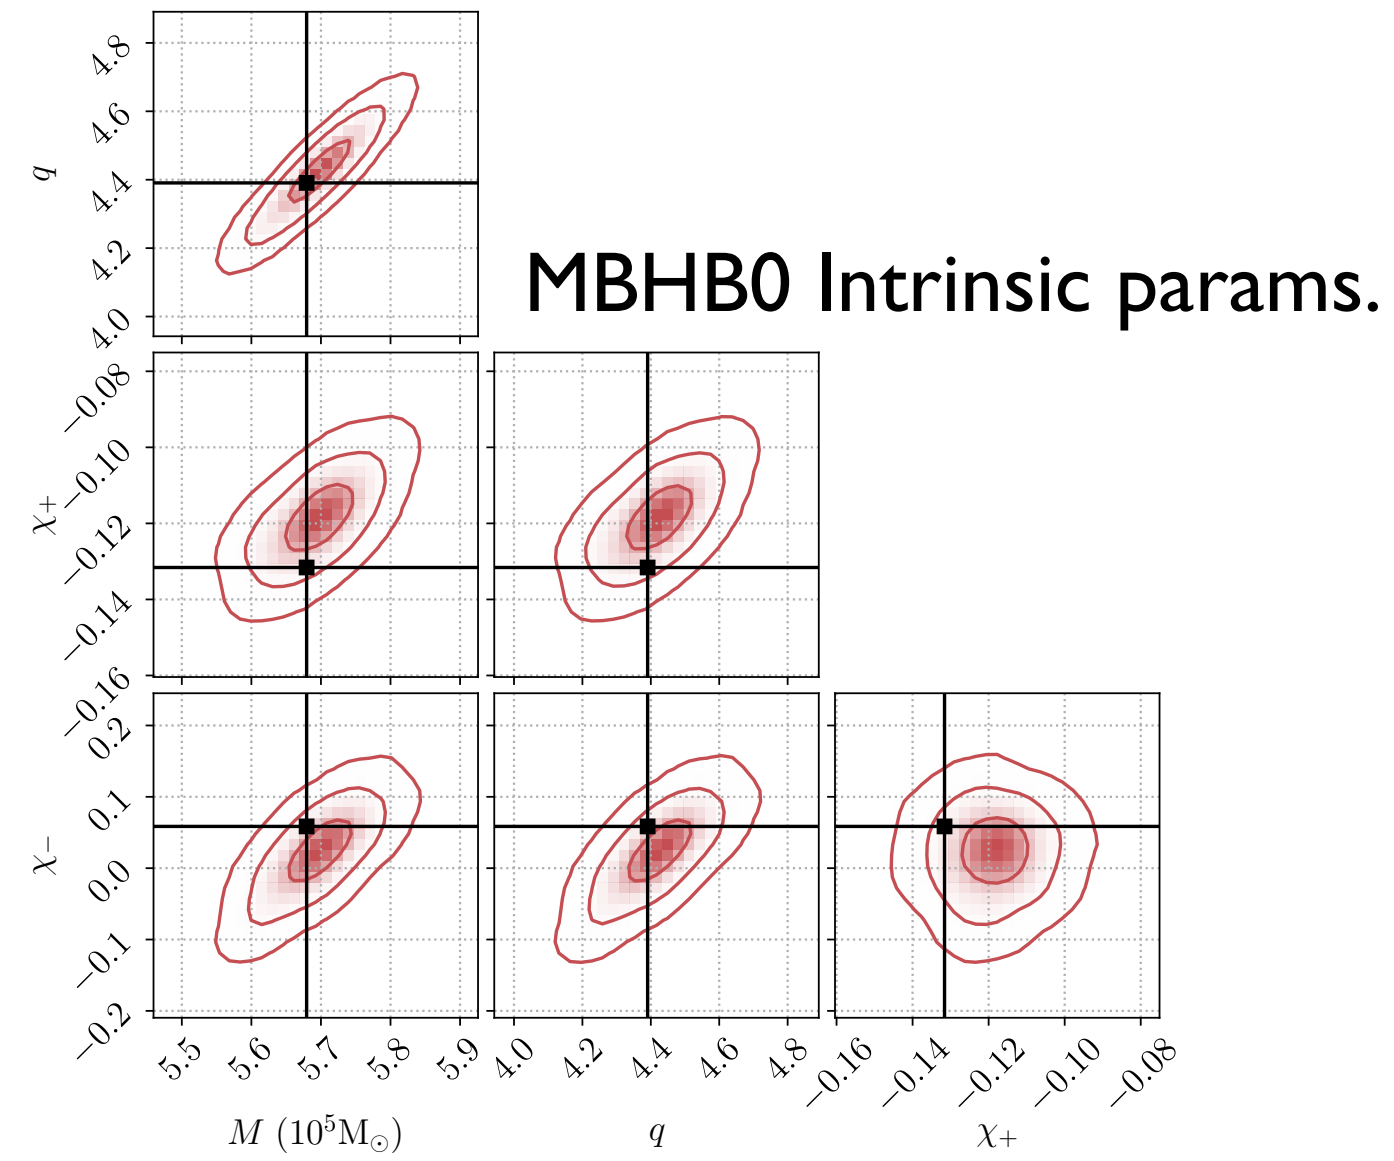 4.8
4.6
4.4
4.2
4.0
q
MBHB0 Intrinsic params.
−0.08
−0.10
−0.12
−0.14
−0.16
χ₊
0.2
0.1
0.0
−0.1
−0.2
χ₋
5.5 5.6 5.7 5.8 5.9 4.0 4.2 4.4 4.6 4.8 −0.16 −0.14 −0.12 −0.10 −0.08
M (10⁵M☉) q χ₊